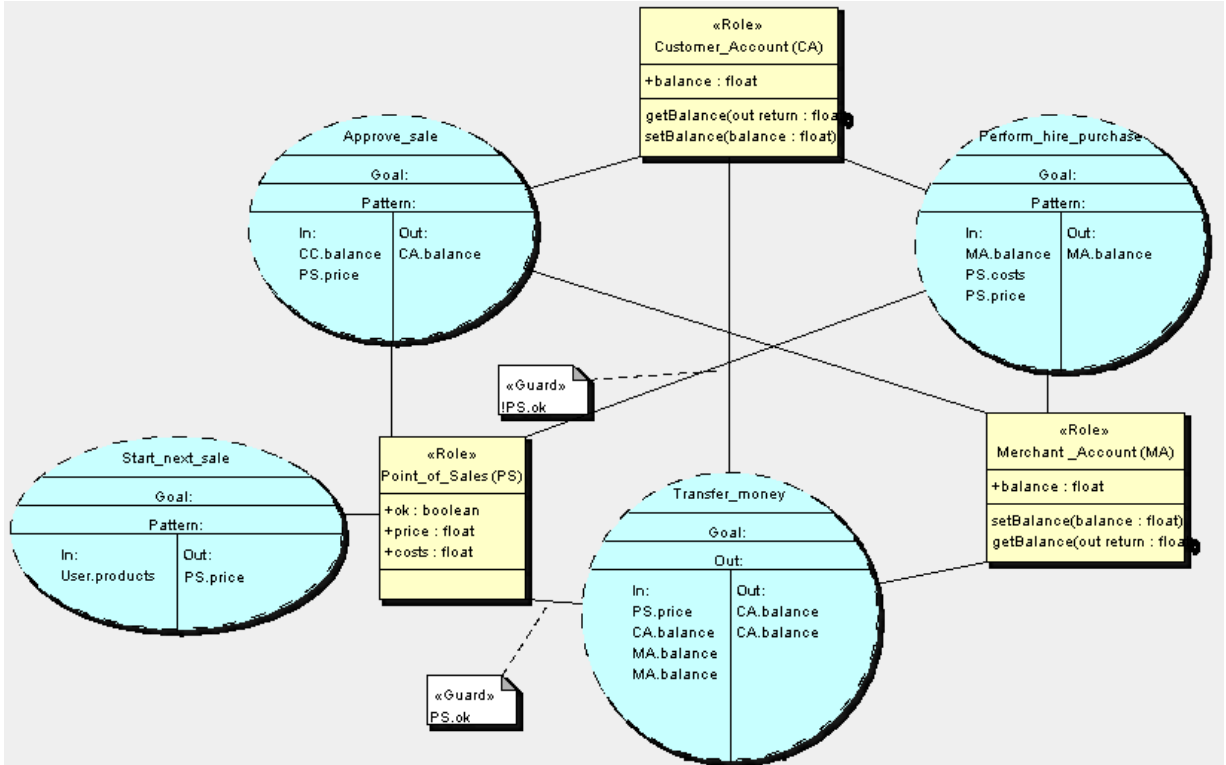 «Role»
Customer_Account (CA)
+balance : float
getBalance(out return : float
setBalance(balance : float)
Approve_sale
Goal:
Pattern:
In:
CC.balance
PS.price
Out:
CA.balance
Perform_hire_purchase
Goal:
Pattern:
In:
MA.balance
PS.costs
PS.price
Out:
MA.balance
«Guard»
!PS.ok
«Role»
Merchant _Account (MA)
+balance : float
setBalance(balance : float)
getBalance(out return : float
Start_next_sale
Goal:
Pattern:
In:
User.products
Out:
PS.price
«Role»
Point_of_Sales (PS)
+ok : boolean
+price : float
+costs : float
Transfer_money
Goal:
Out:
In:
PS.price
CA.balance
MA.balance
MA.balance
Out:
CA.balance
CA.balance
«Guard»
PS.ok